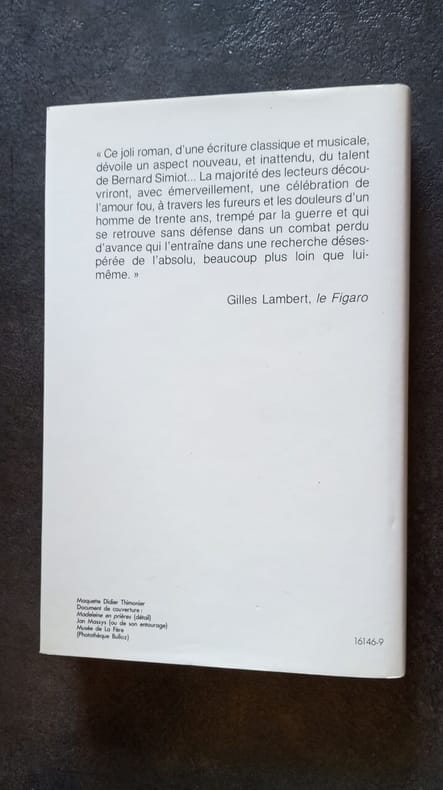 « Ce joli roman, d'une écriture classique et musicale,
dévoile un aspect nouveau, et inattendu, du talent
de Bernard Simiot... La majorité des lecteurs décou-
vriront, avec émerveillement, une célébration de
l'amour fou, à travers les fureurs et les douleurs d'un
homme de trente ans, trempé par la guerre et qui
se retrouve sans défense dans un combat perdu
d'avance qui l'entraîne dans une recherche déses-
pérée de l'absolu, beaucoup plus loin que lui-
même. »
Gilles Lambert, le Figaro
Maquette Didier Thimonier
Document de couverture :
Madeleine en prières (détail)
Jan Massys (ou de son entourage)
Musée de La Fère
(Photothèque Bulloz)
16146-9